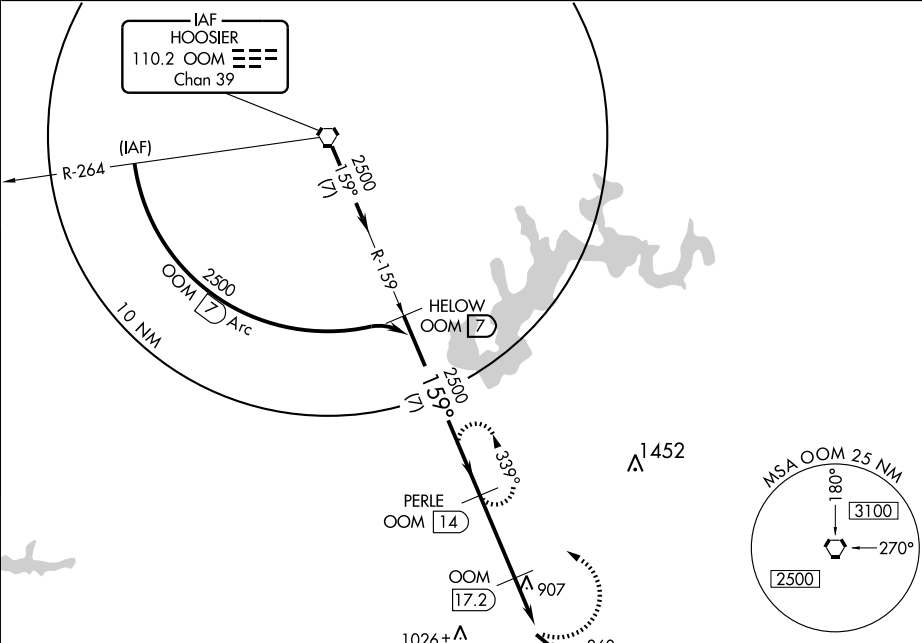 IAF
HOOSIER
110.2 OOM
Chan 39
(IAF)
R-264
2500
159°
(7)
R-159
2500
OOM 7 Arc
10 NM
HELOW
OOM 7
2500
159°
(7)
339°
1452
PERLE
OOM 14
OOM
17.2
907
1026+
MSA OOM 25 NM
180°
3100
270°
2500